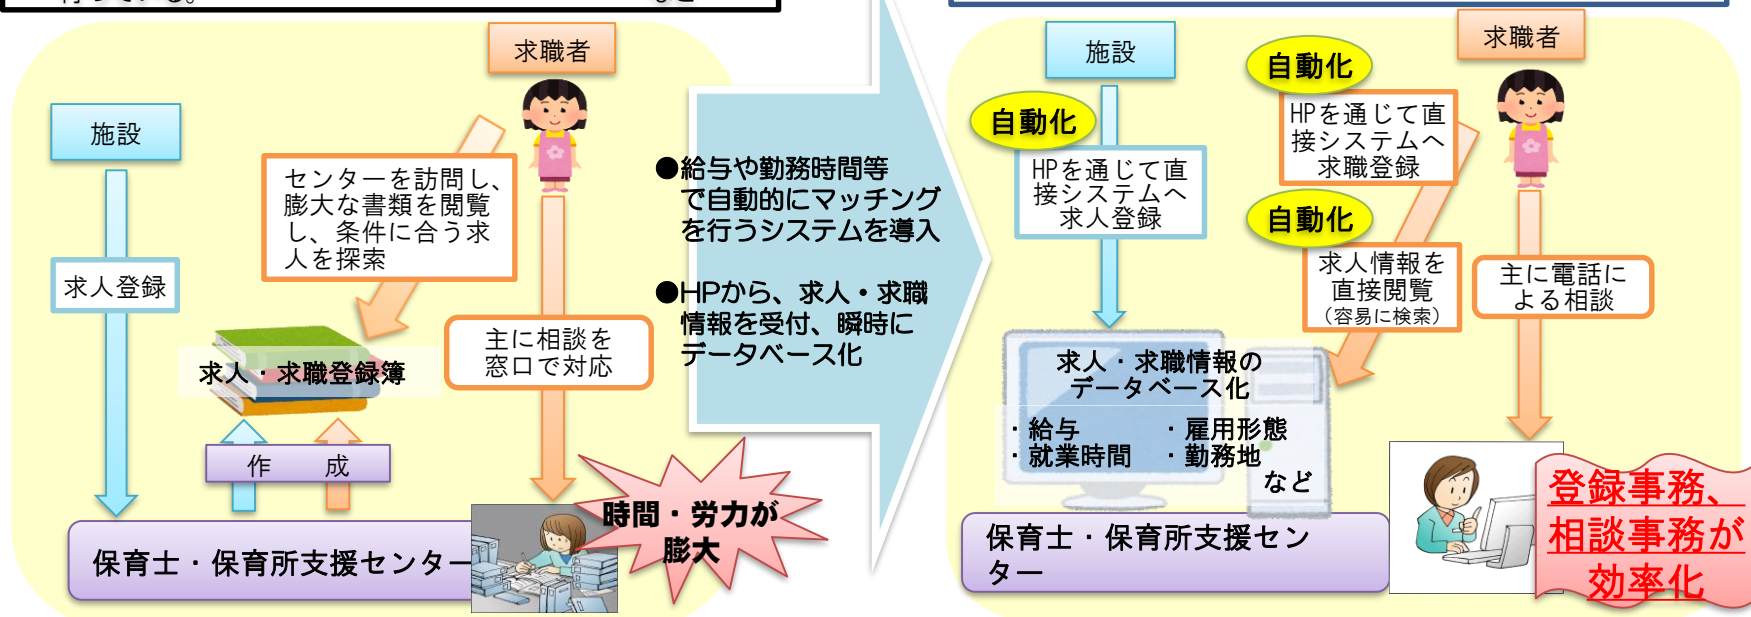 求職者
施設
センターを訪問し、
膨大な書類を閲覧
し、条件に合う求
人を探索
求人登録
主に相談を
窓口で対応
求人・求職登録簿
作　成
保育士・保育所支援センター
時間・労力が
膨大
●給与や勤務時間等
で自動的にマッチング
を行うシステムを導入
●HPから、求人・求職
情報を受付、瞬時に
データベース化
施設
求職者
自動化
HPを通じて直
接システムへ
求人登録
自動化
HPを通じて直
接システムへ
求職登録
自動化
求人情報を
直接閲覧
（容易に検索）
主に電話に
よる相談
求人・求職情報の
データベース化
・給与　・雇用形態
・就業時間　・勤務地
など
保育士・保育所支援セン
ター
登録事務、
相談事務が
効率化